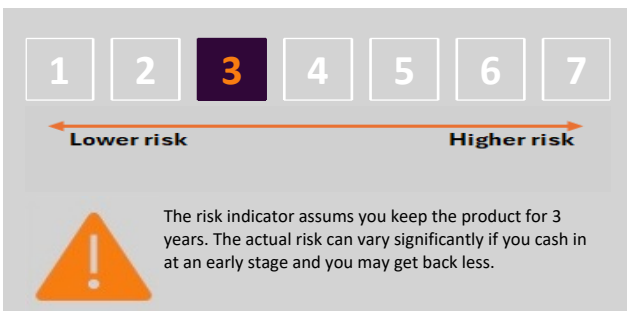 1 2 3 4 5 6 7
Lower risk Higher risk
The risk indicator assums you keep the product for 3
years. The actual risk can vary significantly if you cash in
at an early stage and you may get back less.